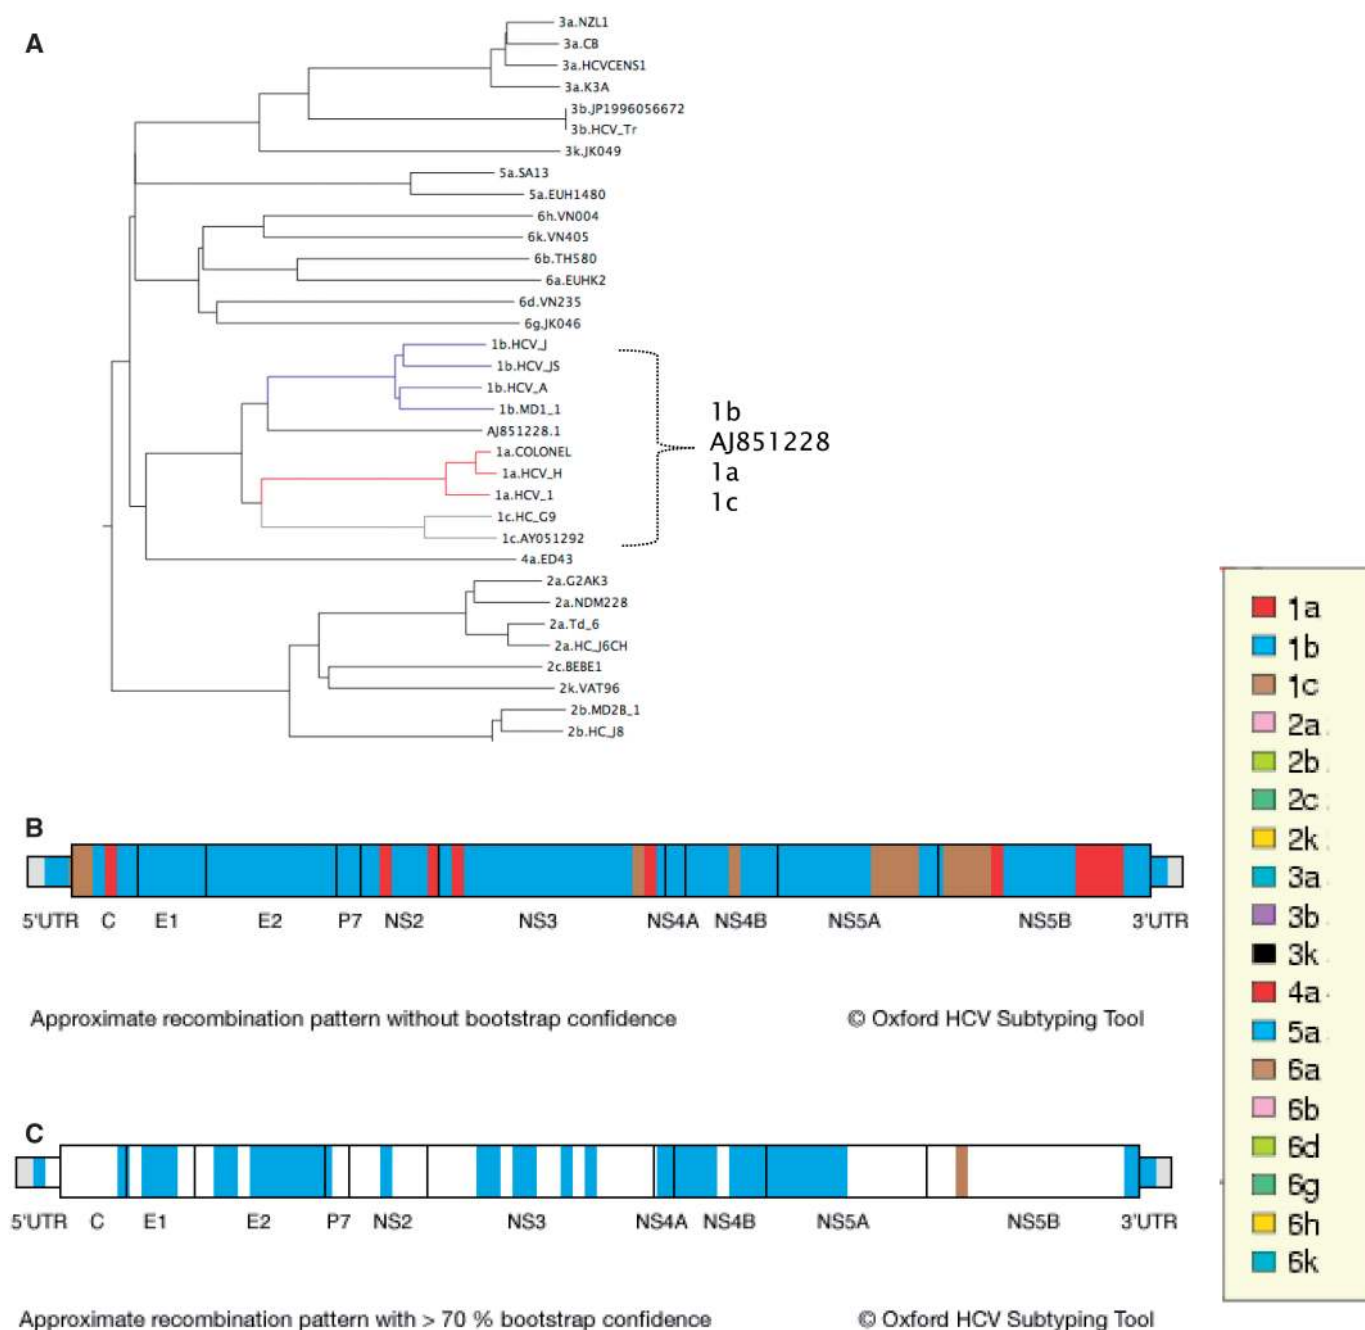 A
3a.NZL1
3a.CB
3a.HCVCENS1
3a.K3A
3b.JP1996056672
3b.HCV_Tr
3k.JK049
5a.SA13
5a.EUH1480
6h.VN004
6k.VN405
6b.TH580
6a.EUHK2
6d.VN235
6g.JK046
1b.HCV_J
1b.HCV_JS
1b.HCV_A
1b.MD1_1
AJ851228.1
1a.COLONEL
1a.HCV_H
1a.HCV_1
1c.HC_G9
1c.AY051292
4a.ED43
2a.G2AK3
2a.NDM228
2a.Td_6
2a.HC_J6CH
2c.BEBE1
2k.VAT96
2b.MD2B_1
2b.HC_J8
1b
AJ851228
1a
1c
1a
1b
1c
2a
2b
2c
2k
3a
3b
3k
4a
5a
6a
6b
6d
6g
6h
6k
B
5'UTR C E1 E2 P7 NS2 NS3 NS4A NS4B NS5A NS5B 3'UTR
Approximate recombination pattern without bootstrap confidence © Oxford HCV Subtyping Tool
C
5'UTR C E1 E2 P7 NS2 NS3 NS4A NS4B NS5A NS5B 3'UTR
Approximate recombination pattern with > 70 % bootstrap confidence © Oxford HCV Subtyping Tool